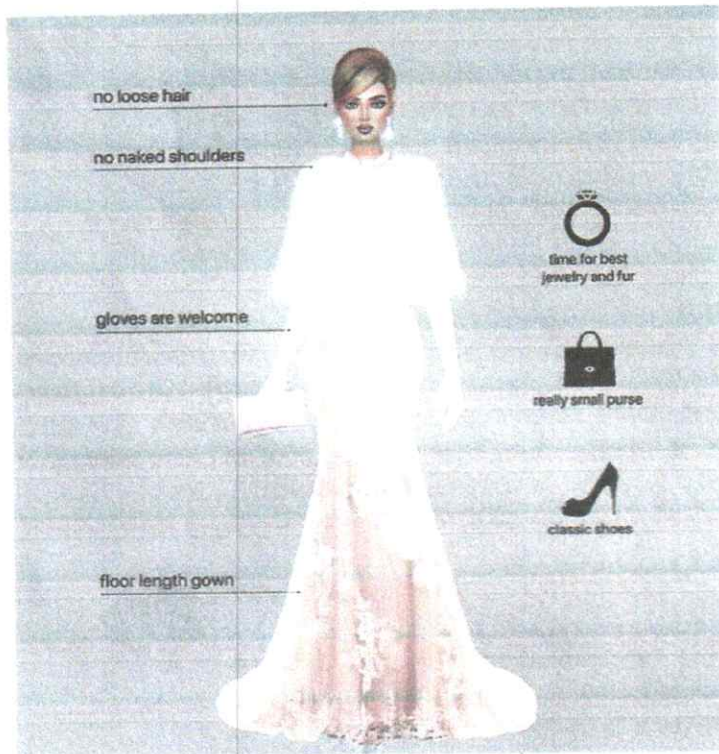 no loose hair
no naked shoulders
time for best
jewelry and fur
gloves are welcome
really small purse
classic shoes
floor length gown